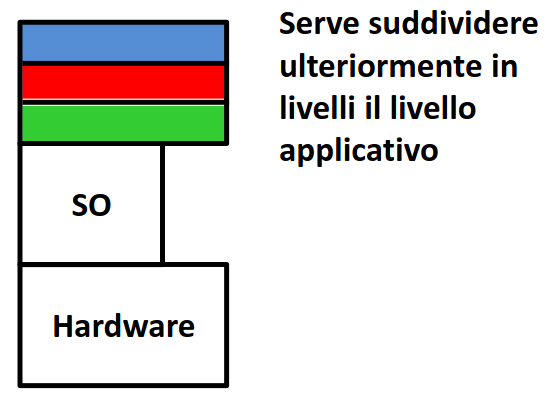 Serve suddividere
ulteriormente in
livelli il livello
applicativo
SO
Hardware